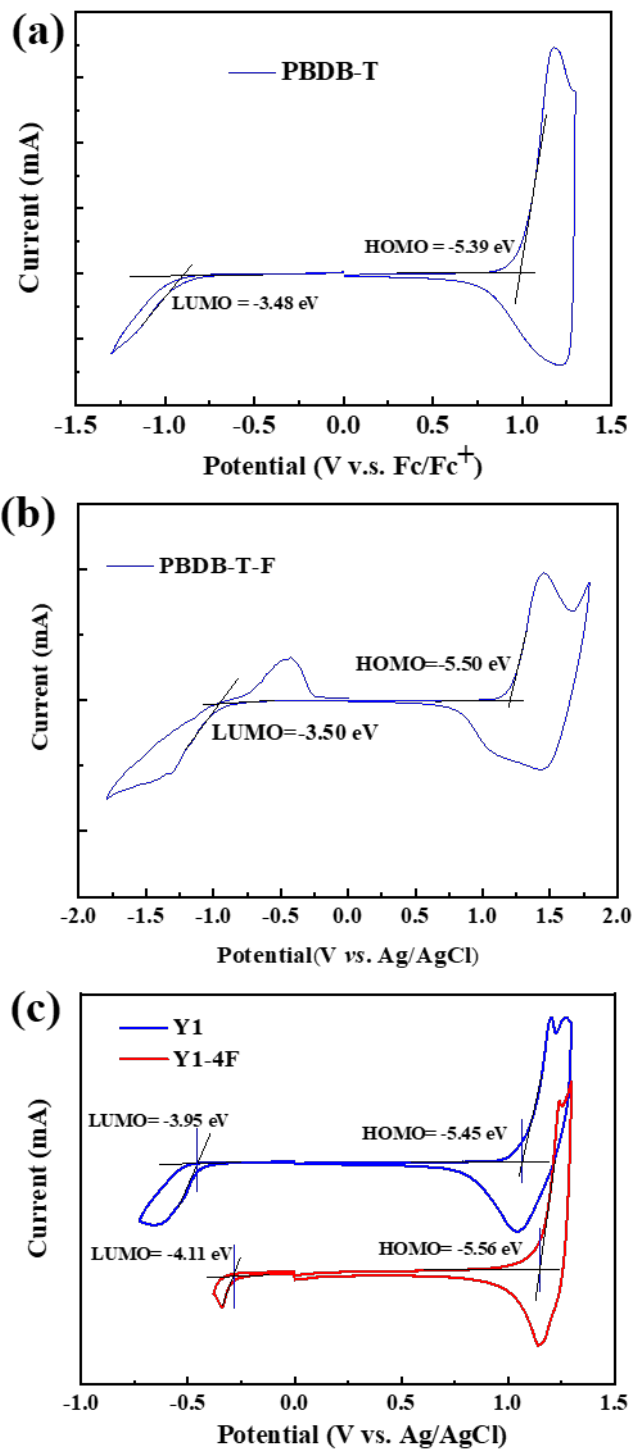 (a)
PBDB-T
Current (mA)
HOMO = -5.39 eV
LUMO = -3.48 eV
-1.5 -1.0 -0.5 0.0 0.5 1.0 1.5
Potential (V v.s. Fc/Fc+)
(b)
PBDB-T-F
Current (mA)
HOMO=-5.50 eV
LUMO=-3.50 eV
-2.0 -1.5 -1.0 -0.5 0.0 0.5 1.0 1.5 2.0
Potential(V vs. Ag/AgCl)
(c)
Y1
Y1-4F
Current (mA)
LUMO= -3.95 eV
HOMO= -5.45 eV
LUMO= -4.11 eV
HOMO= -5.56 eV
-1.0 -0.5 0.0 0.5 1.0 1.5
Potential (V vs. Ag/AgCl)